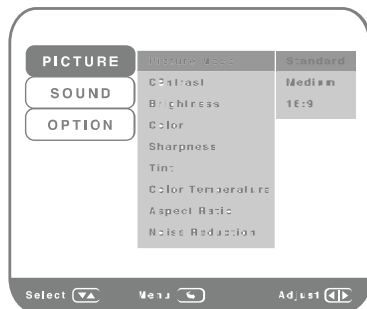 PICTURE
SOUND
OPTION
Picture Mode
Contrast
Brightness
Color
Sharpness
Tint
Color Temperature
Aspect Ratio
Noise Reduction
Standard
Medium
16:9
Select
Menu
Adjust